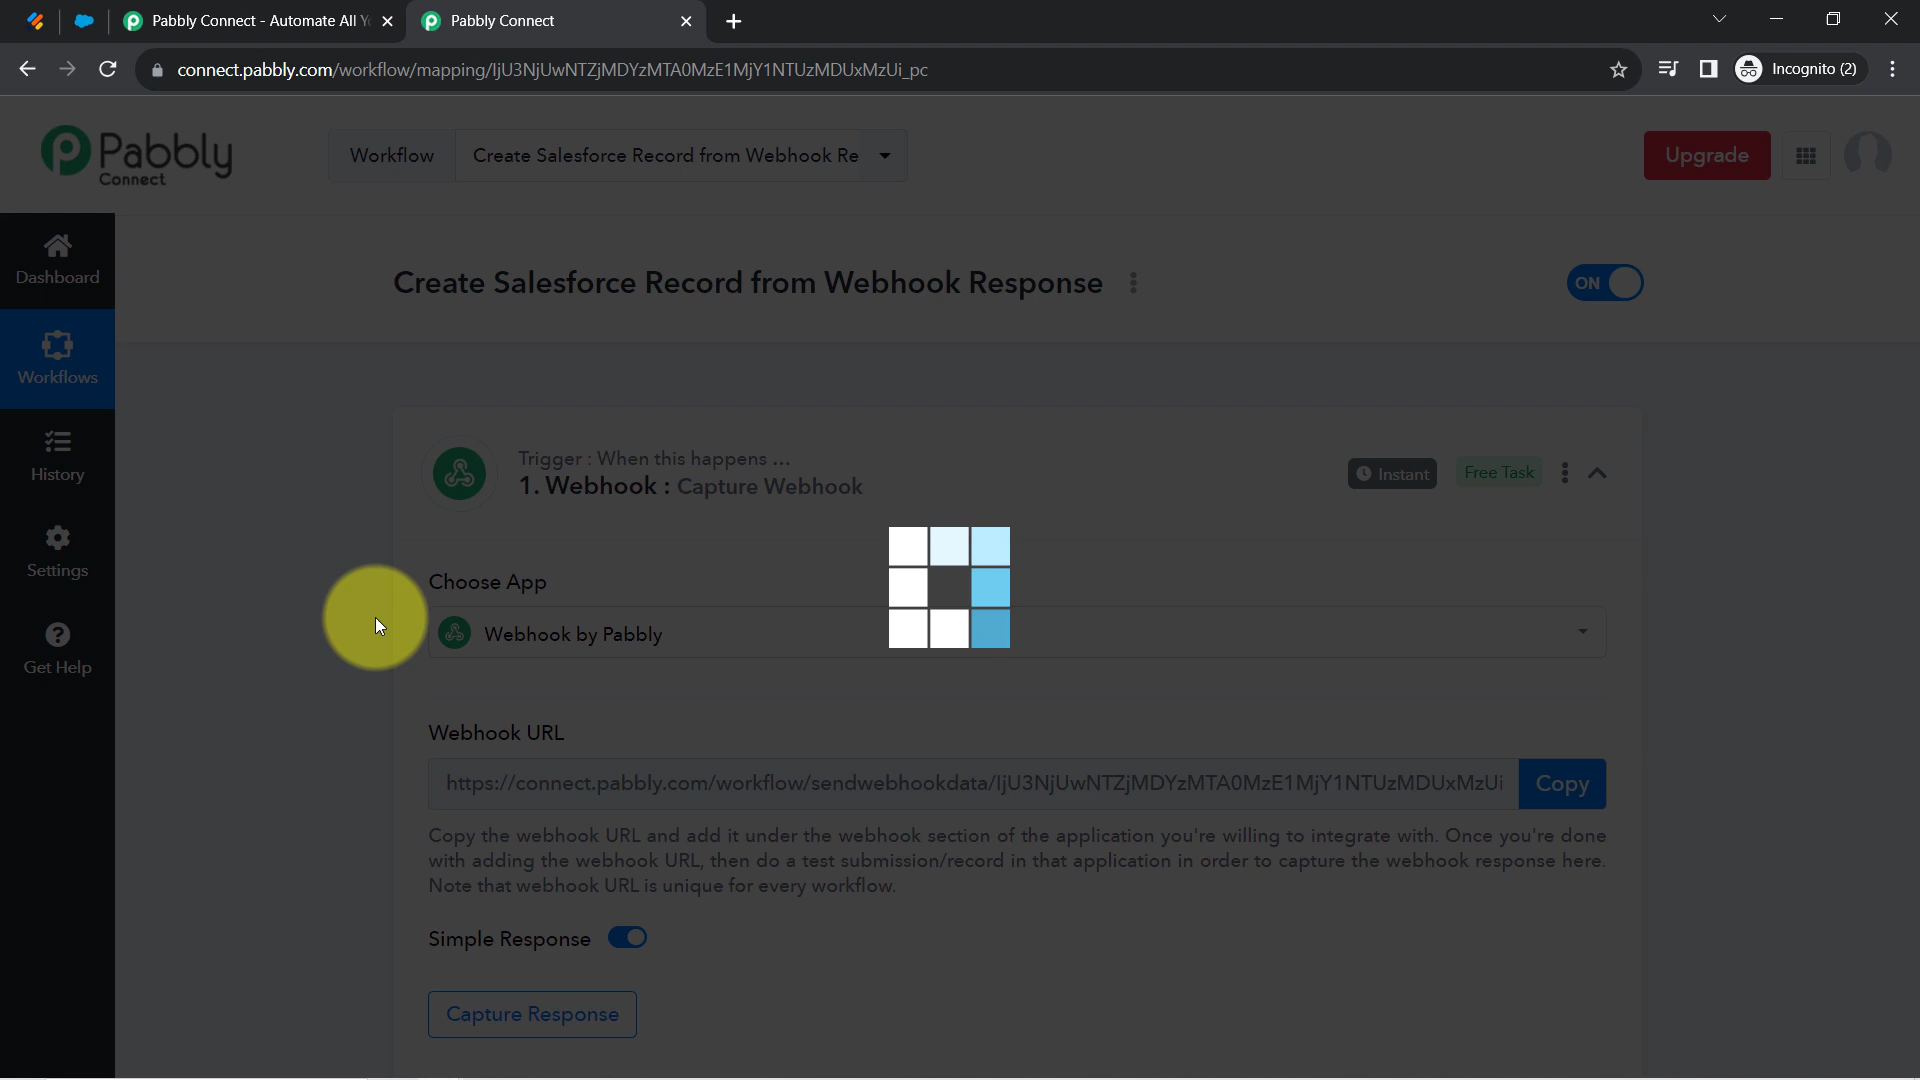 Pabbly Connect - Automate All Y
Pabbly Connect
connect.pabbly.com/workflow/mapping/IjU3NjUwNTZjMDYzMTA0MzE1MjY1NTUzMDUxMzUi_pc
Incognito (2)
Pabbly
Connect
Workflow
Create Salesforce Record from Webhook Re
Upgrade
Dashboard
Workflows
History
Settings
Get Help
Create Salesforce Record from Webhook Response
ON
Trigger : When this happens ...
1. Webhook : Capture Webhook
Instant
Free Task
Choose App
Webhook by Pabbly
Webhook URL
https://connect.pabbly.com/workflow/sendwebhookdata/IjU3NjUwNTZjMDYzMTA0MzE1MjY1NTUzMDUxMzUi
Copy
Copy the webhook URL and add it under the webhook section of the application you're willing to integrate with. Once you're done
with adding the webhook URL, then do a test submission/record in that application in order to capture the webhook response here.
Note that webhook URL is unique for every workflow.
Simple Response
Capture Response